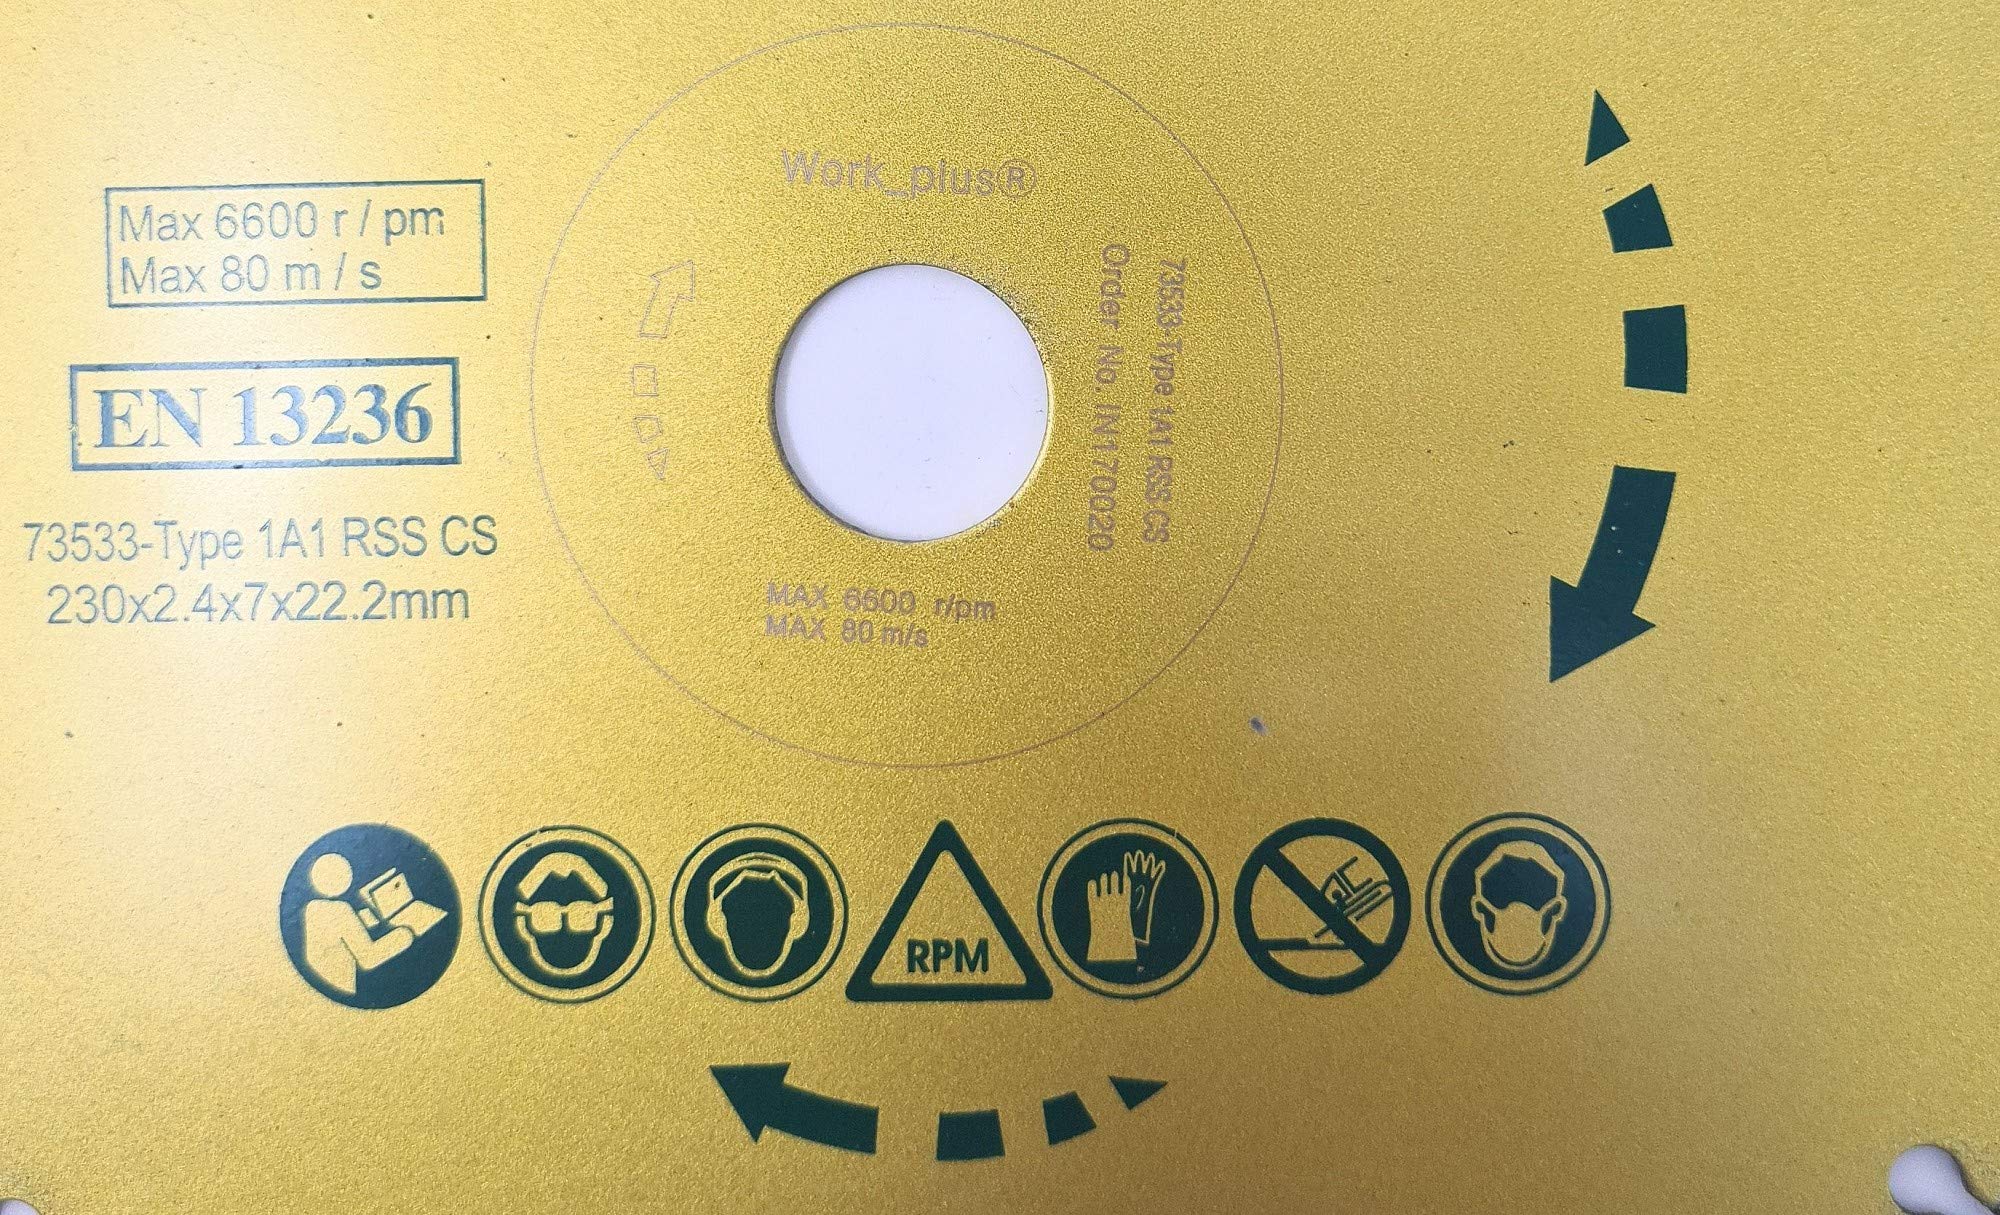 Max 6600 r / pm
Max 80 m / s
EN 13236
73533-Type 1A1 RSS CS
230x2.4x7x22.2mm
Work_plus®
73533-Type 1A1 RSS CS
Order No. IN170020
MAX 6600 r/pm
MAX 80 m/s
RPM